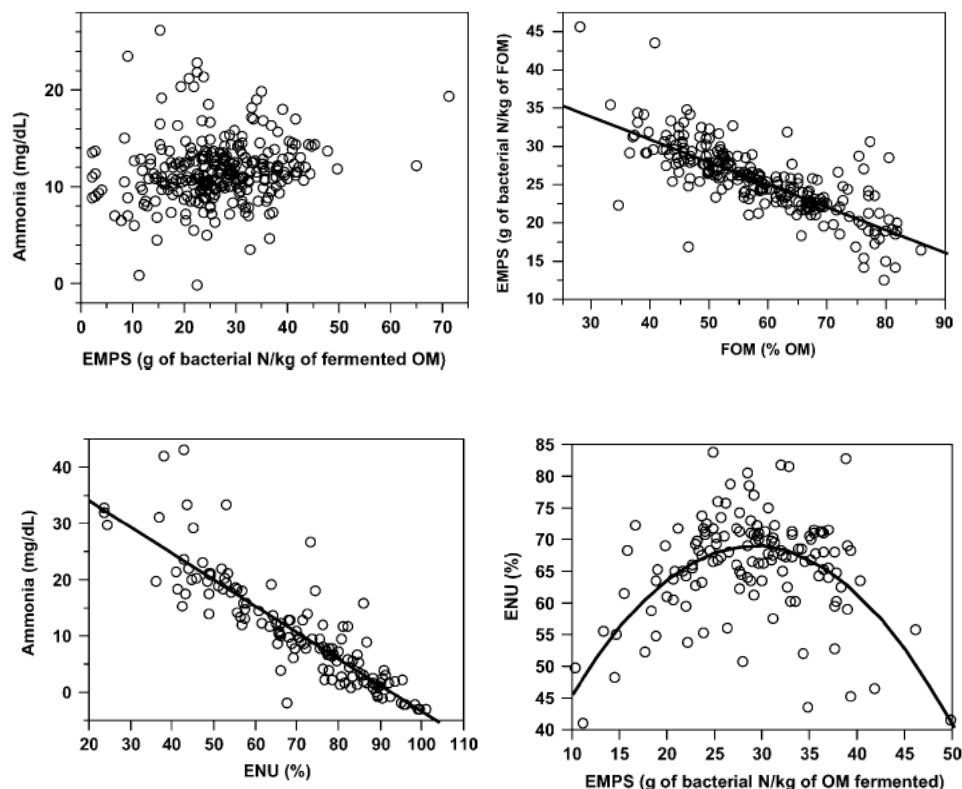 Ammonia (mg/dL)
20
10
0
0 10 20 30 40 50 60 70
EMPS (g of bacterial N/kg of fermented OM)
EMPS (g of bacterial N/kg of FOM)
45
40
35
30
25
20
15
10
30 40 50 60 70 80 90
FOM (% OM)
Ammonia (mg/dL)
40
30
20
10
0
20 30 40 50 60 70 80 90 100 110
ENU (%)
ENU (%)
85
80
75
70
65
60
55
50
45
40
10 15 20 25 30 35 40 45 50
EMPS (g of bacterial N/kg of OM fermented)